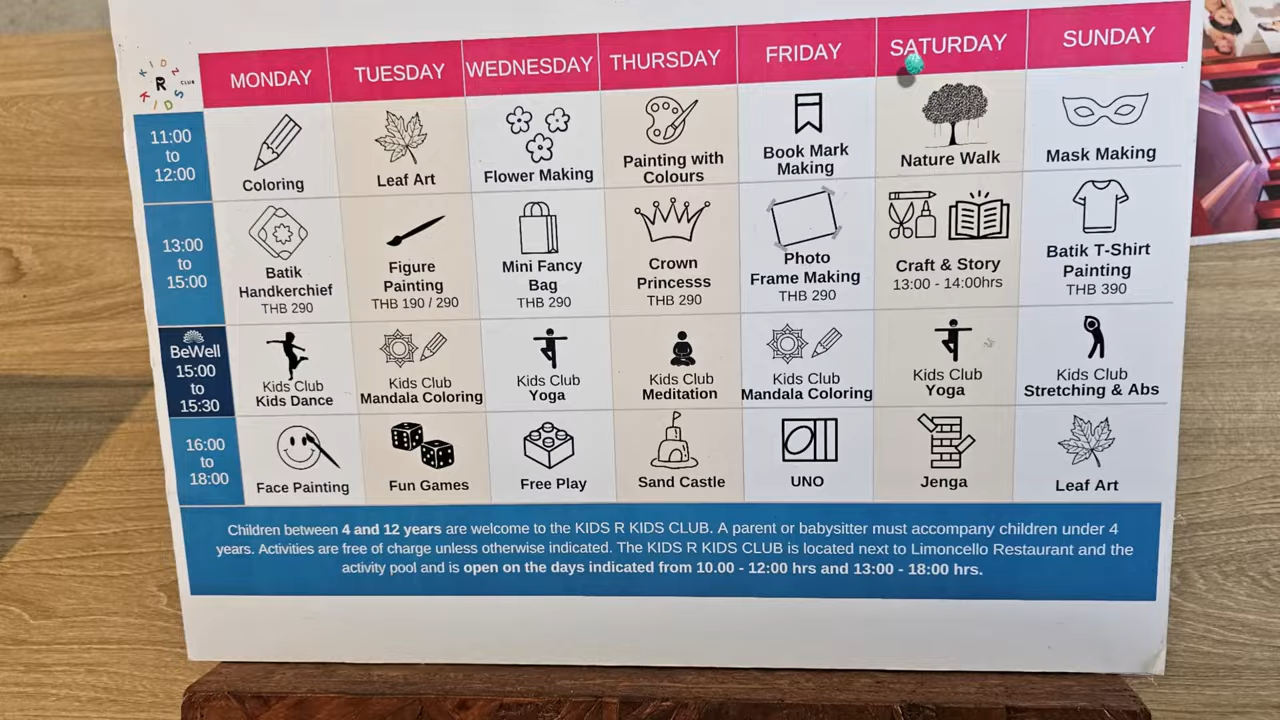 KIDZ R KIDS CLUB
MONDAY TUESDAY WEDNESDAY THURSDAY FRIDAY SATURDAY SUNDAY
11:00
to
12:00
Coloring
Leaf Art
Flower Making
Painting with
Colours
Book Mark
Making
Nature Walk
Mask Making
13:00
to
15:00
Batik
Handkerchief
THB 290
Figure
Painting
THB 190 / 290
Mini Fancy
Bag
THB 290
Crown
Princesss
THB 290
Photo
Frame Making
THB 290
Craft & Story
13:00 - 14:00hrs
Batik T-Shirt
Painting
THB 390
BeWell
15:00
to
15:30
Kids Club
Kids Dance
Kids Club
Mandala Coloring
Kids Club
Yoga
Kids Club
Meditation
Kids Club
Mandala Coloring
Kids Club
Yoga
Kids Club
Stretching & Abs
16:00
to
18:00
Face Painting
Fun Games
Free Play
Sand Castle
UNO
Jenga
Leaf Art
Children between 4 and 12 years are welcome to the KIDS R KIDS CLUB. A parent or babysitter must accompany children under 4
years. Activities are free of charge unless otherwise indicated. The KIDS R KIDS CLUB is located next to Limoncello Restaurant and the
activity pool and is open on the days indicated from 10.00 - 12:00 hrs and 13:00 - 18:00 hrs.